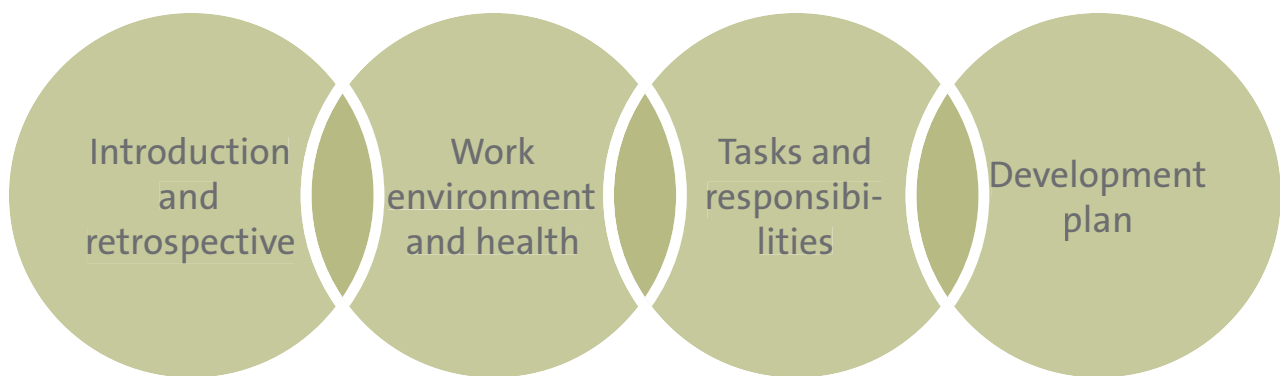 Introduction
and
retrospective
Work
environment
and health
Tasks and
responsibi-
lities
Development
plan